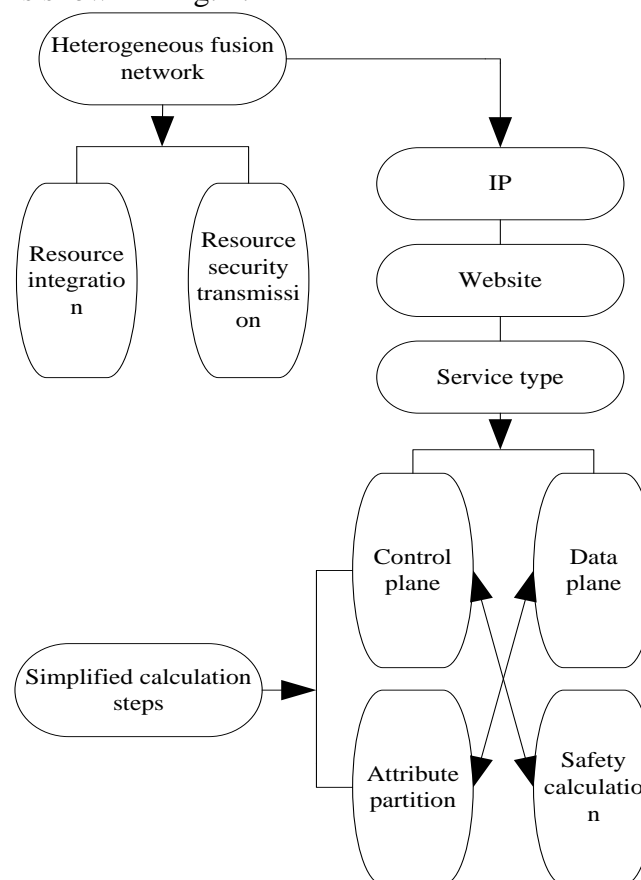 Heterogeneous fusion
network
IP
Resource
integratio
n
Resource
security
transmissi
on
Website
Service type
Control
plane
Data
plane
Simplified calculation
steps
Attribute
partition
Safety
calculatio
n